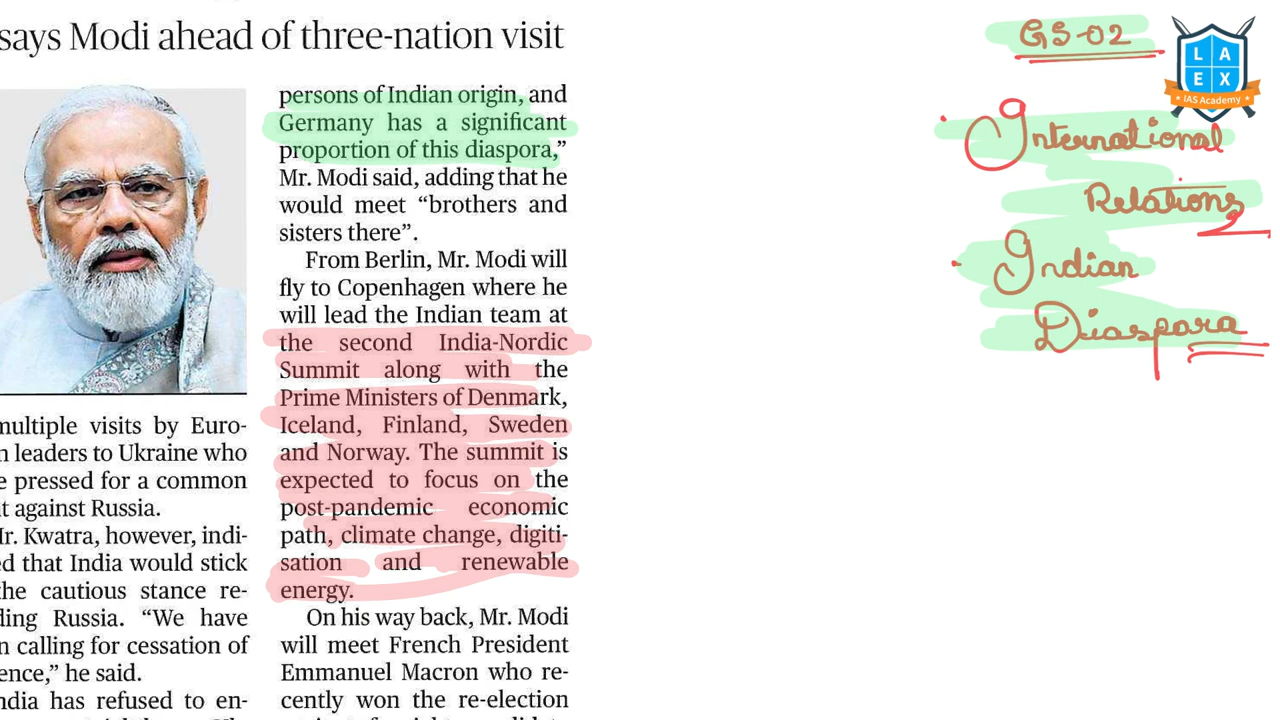 says Modi ahead of three-nation visit
multiple visits by Euro-
leaders to Ukraine who
pressed for a common
against Russia.
Kwatra, however, indi-
that India would stick
the cautious stance re-
Russia. “We have
calling for cessation of
he said.
has refused to en-
persons of Indian origin, and
Germany has a significant
proportion of this diaspora,”
Mr. Modi said, adding that he
would meet “brothers and
sisters there”.
From Berlin, Mr. Modi will
fly to Copenhagen where he
will lead the Indian team at
the second India-Nordic
Summit along with the
Prime Ministers of Denmark,
Iceland, Finland, Sweden
and Norway. The summit is
expected to focus on the
post-pandemic economic
path, climate change, digiti-
sation and renewable
energy.
On his way back, Mr. Modi
will meet French President
Emmanuel Macron who re-
cently won the re-election
GS-02
International
Relations
Indian
Diaspara
L A
E X
IAS Academy